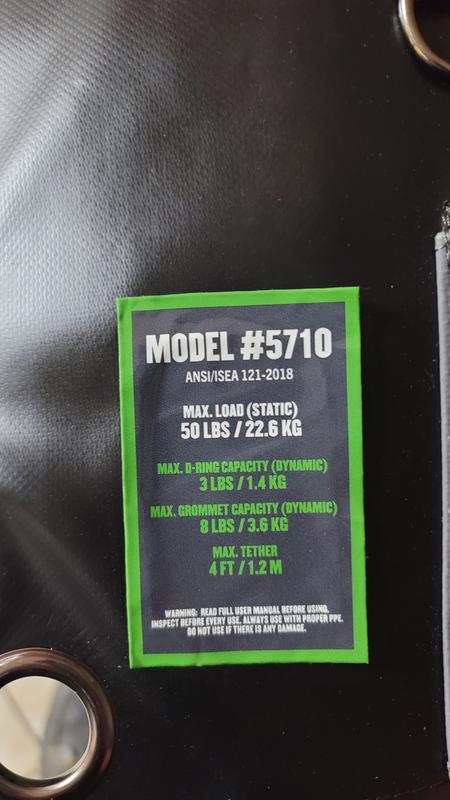 MODEL #5710
ANSI/ISEA 121-2018
MAX. LOAD (STATIC)
50 LBS / 22.6 KG
MAX. D-RING CAPACITY (DYNAMIC)
3 LBS / 1.4 KG
MAX. GROMMET CAPACITY (DYNAMIC)
8 LBS / 3.6 KG
MAX. TETHER
4 FT / 1.2 M
WARNING: READ FULL USER MANUAL BEFORE USING,
INSPECT BEFORE EVERY USE. ALWAYS USE WITH PROPER PPE.
DO NOT USE IF THERE IS ANY DAMAGE.